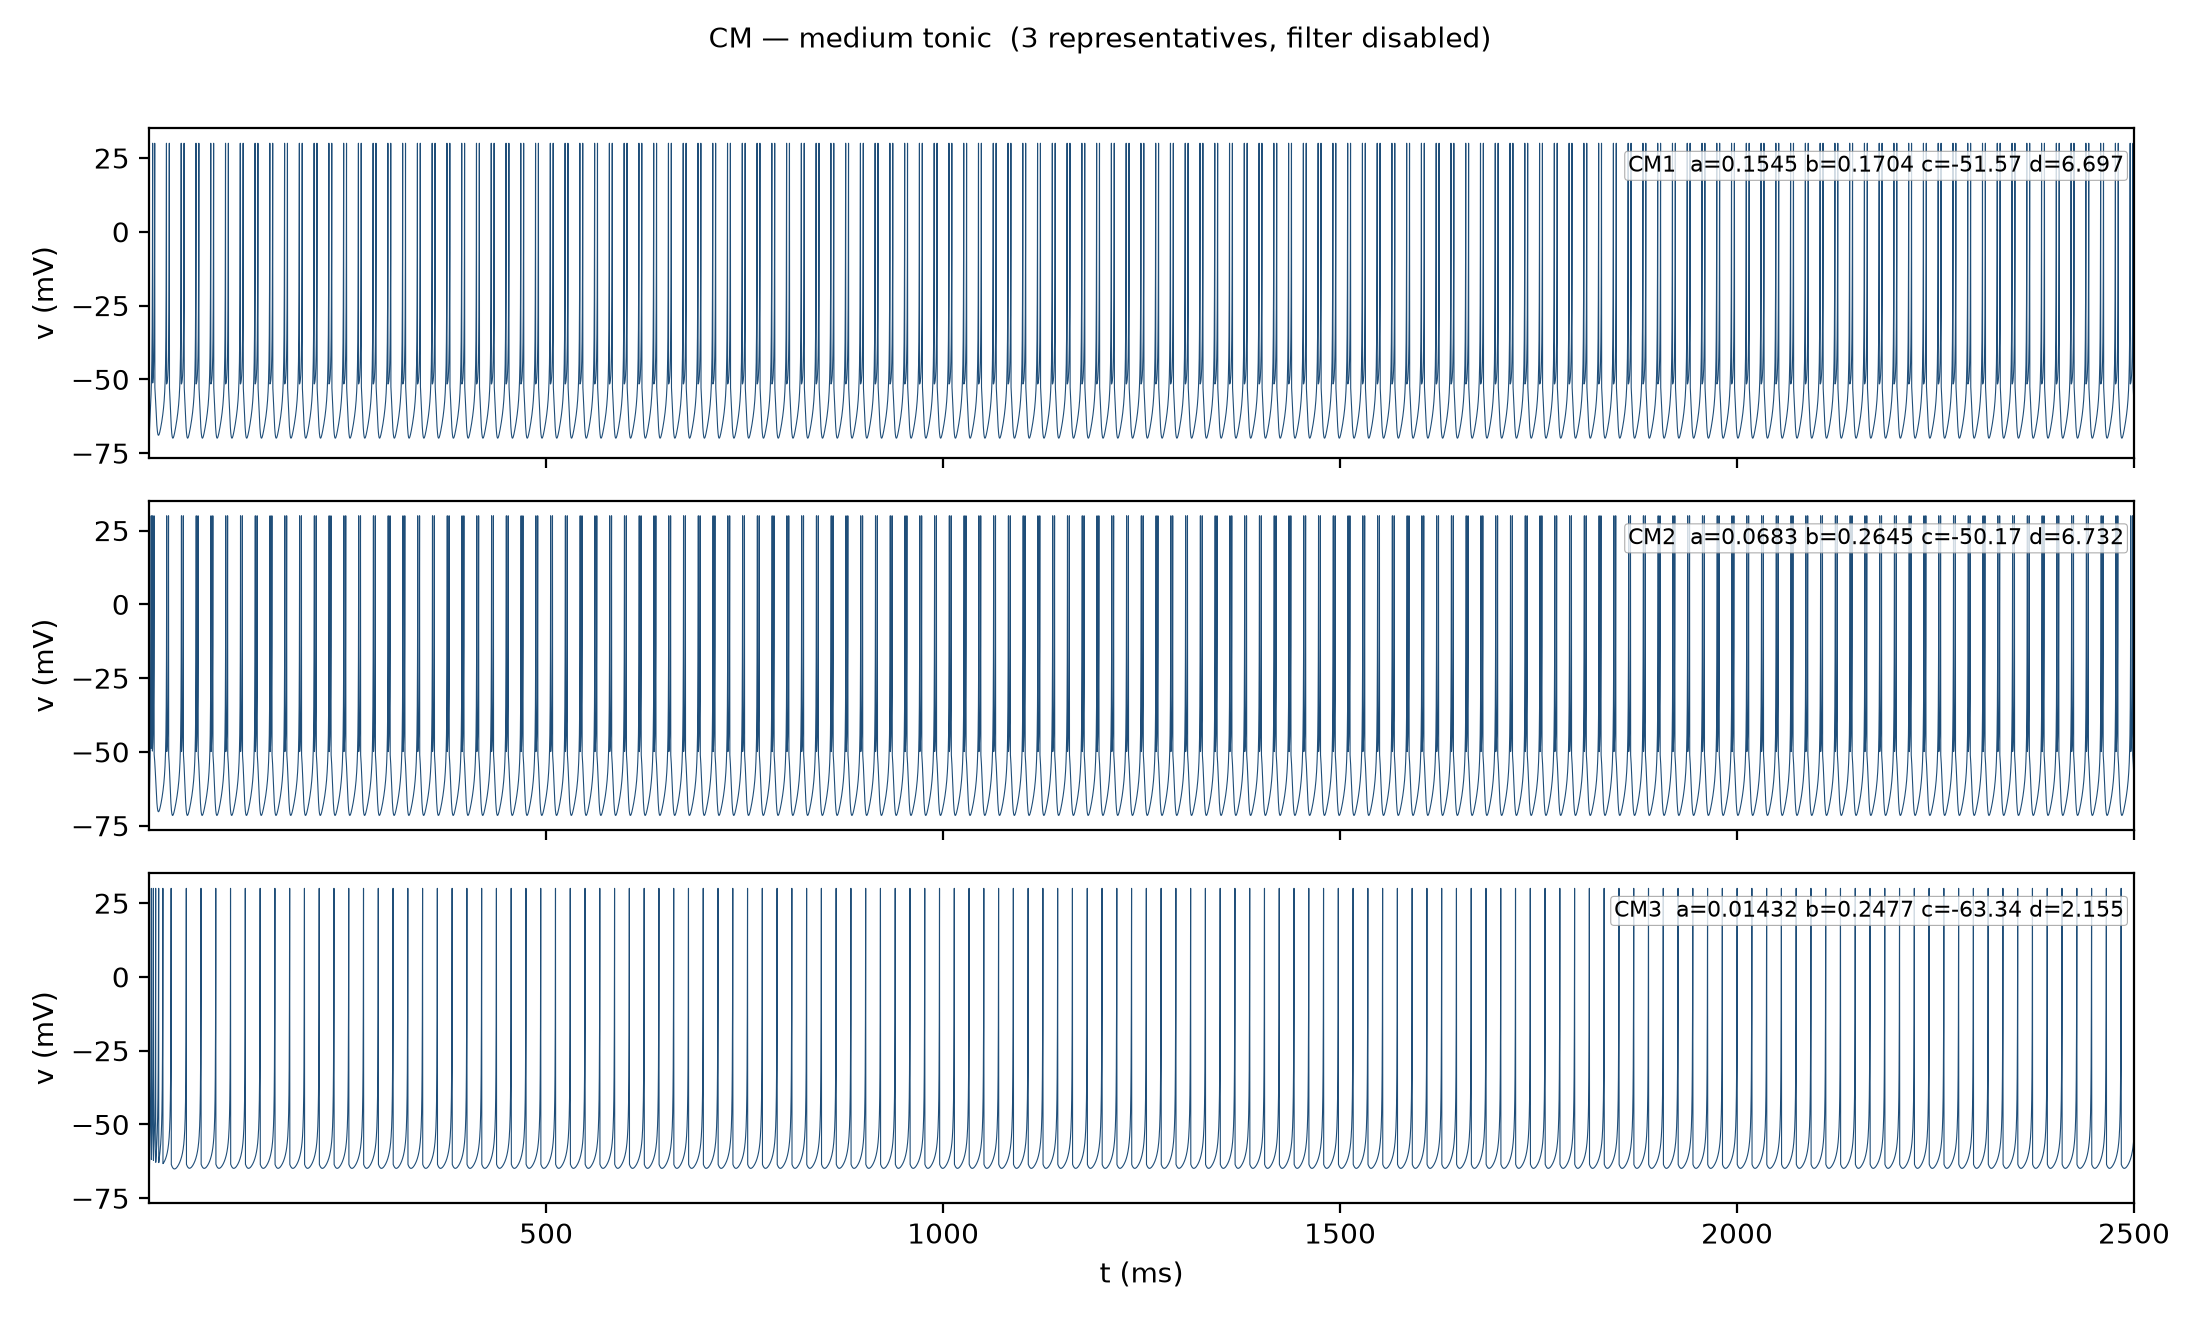 CM — medium tonic  (3 representatives, filter disabled)
25
0
−25
−50
−75
v (mV)
CM1  a=0.1545 b=0.1704 c=-51.57 d=6.697
25
0
−25
−50
−75
v (mV)
CM2  a=0.0683 b=0.2645 c=-50.17 d=6.732
25
0
−25
−50
−75
v (mV)
CM3  a=0.01432 b=0.2477 c=-63.34 d=2.155
500 1000 1500 2000 2500
t (ms)